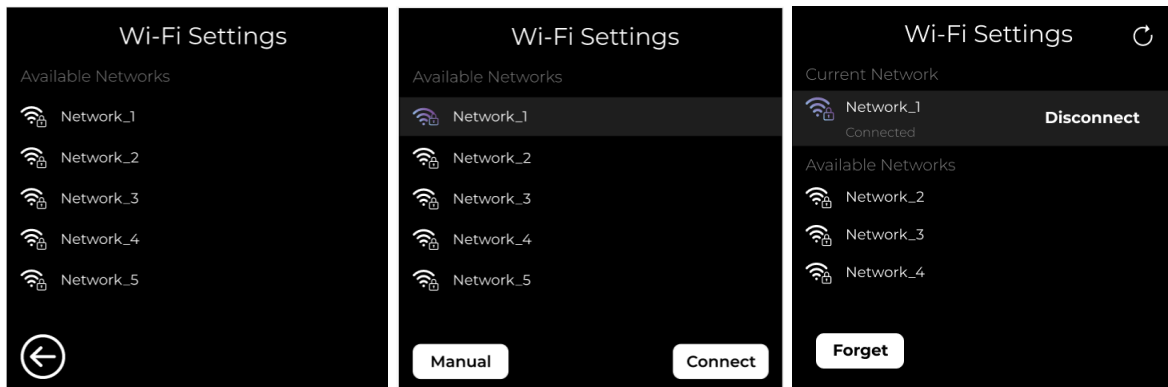 Wi-Fi Settings
Available Networks
Network_1
Network_2
Network_3
Network_4
Network_5
Wi-Fi Settings
Available Networks
Network_1
Network_2
Network_3
Network_4
Network_5
Manual
Connect
Wi-Fi Settings
Current Network
Network_1
Connected
Disconnect
Available Networks
Network_2
Network_3
Network_4
Forget